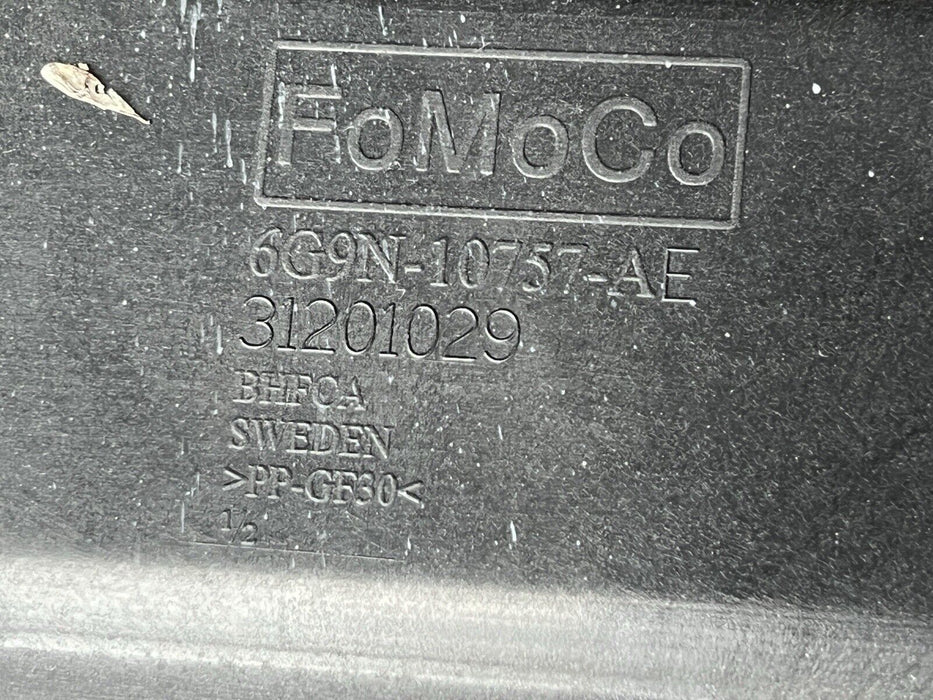 FoMoCo
6G9N-10757-AE
31201029
BHFCA
SWEDEN
>PP-GF30<
1/2